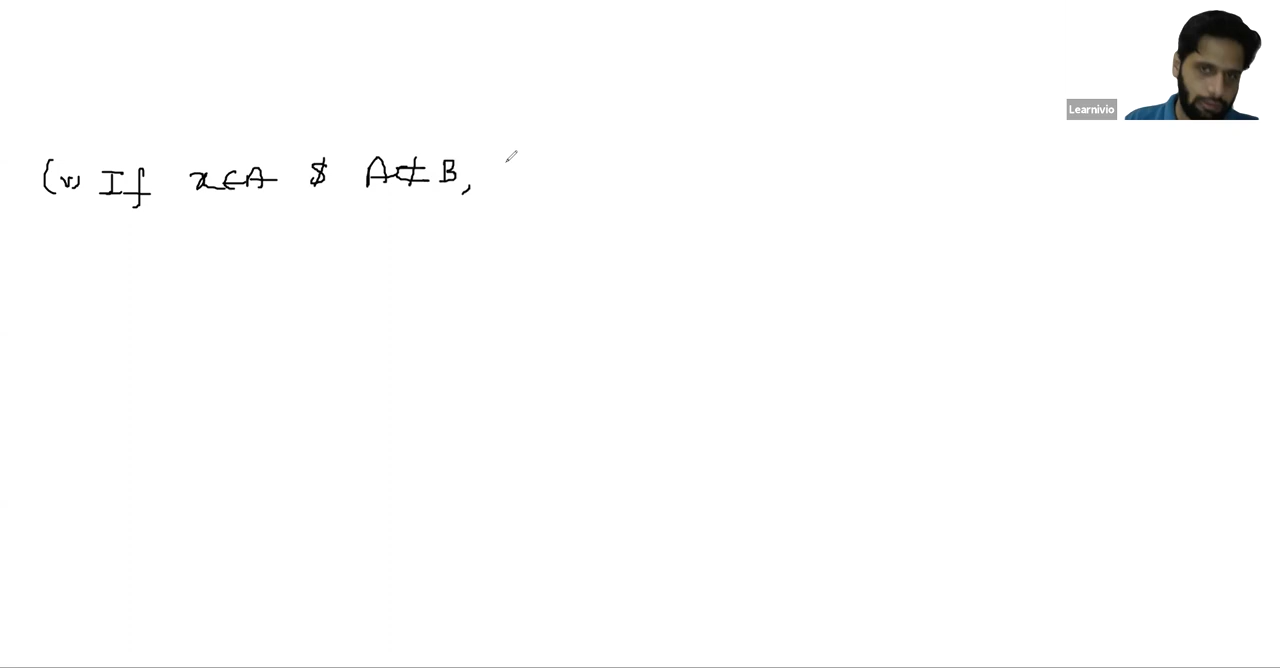 Learnivio
(v) If x∈A & A⊄B,